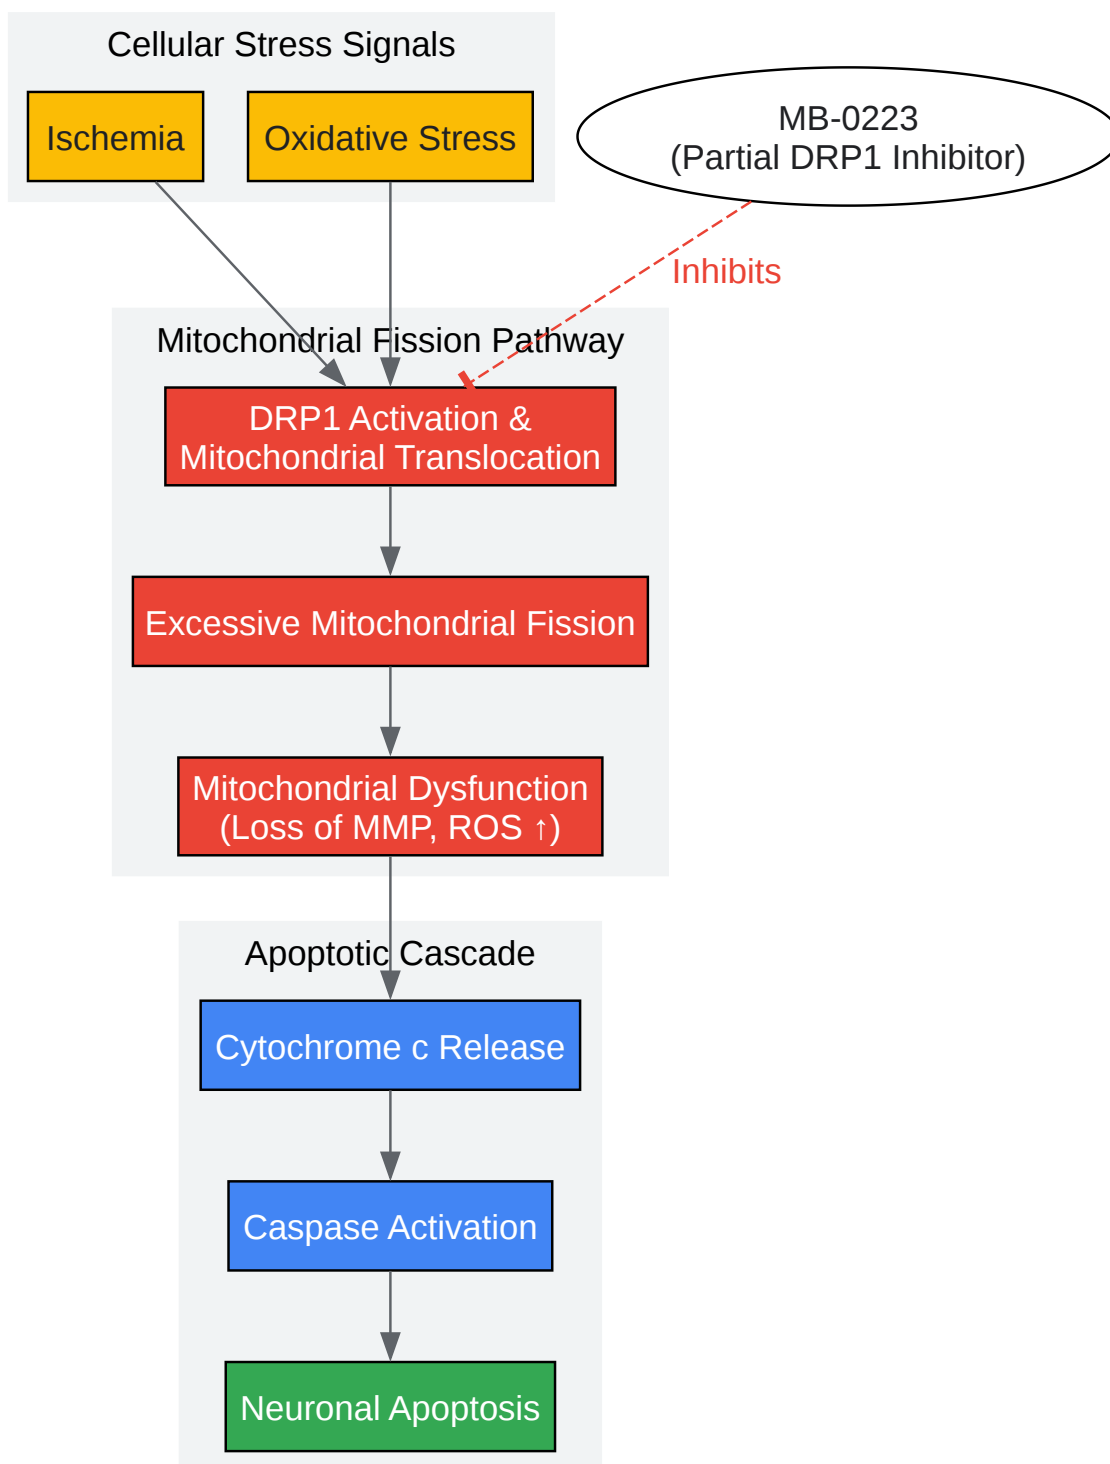 Cellular Stress Signals
Ischemia
Oxidative Stress
MB-0223
(Partial DRP1 Inhibitor)
Inhibits
Mitochondrial Fission Pathway
DRP1 Activation &
Mitochondrial Translocation
Excessive Mitochondrial Fission
Mitochondrial Dysfunction
(Loss of MMP, ROS ↑)
Apoptotic Cascade
Cytochrome c Release
Caspase Activation
Neuronal Apoptosis